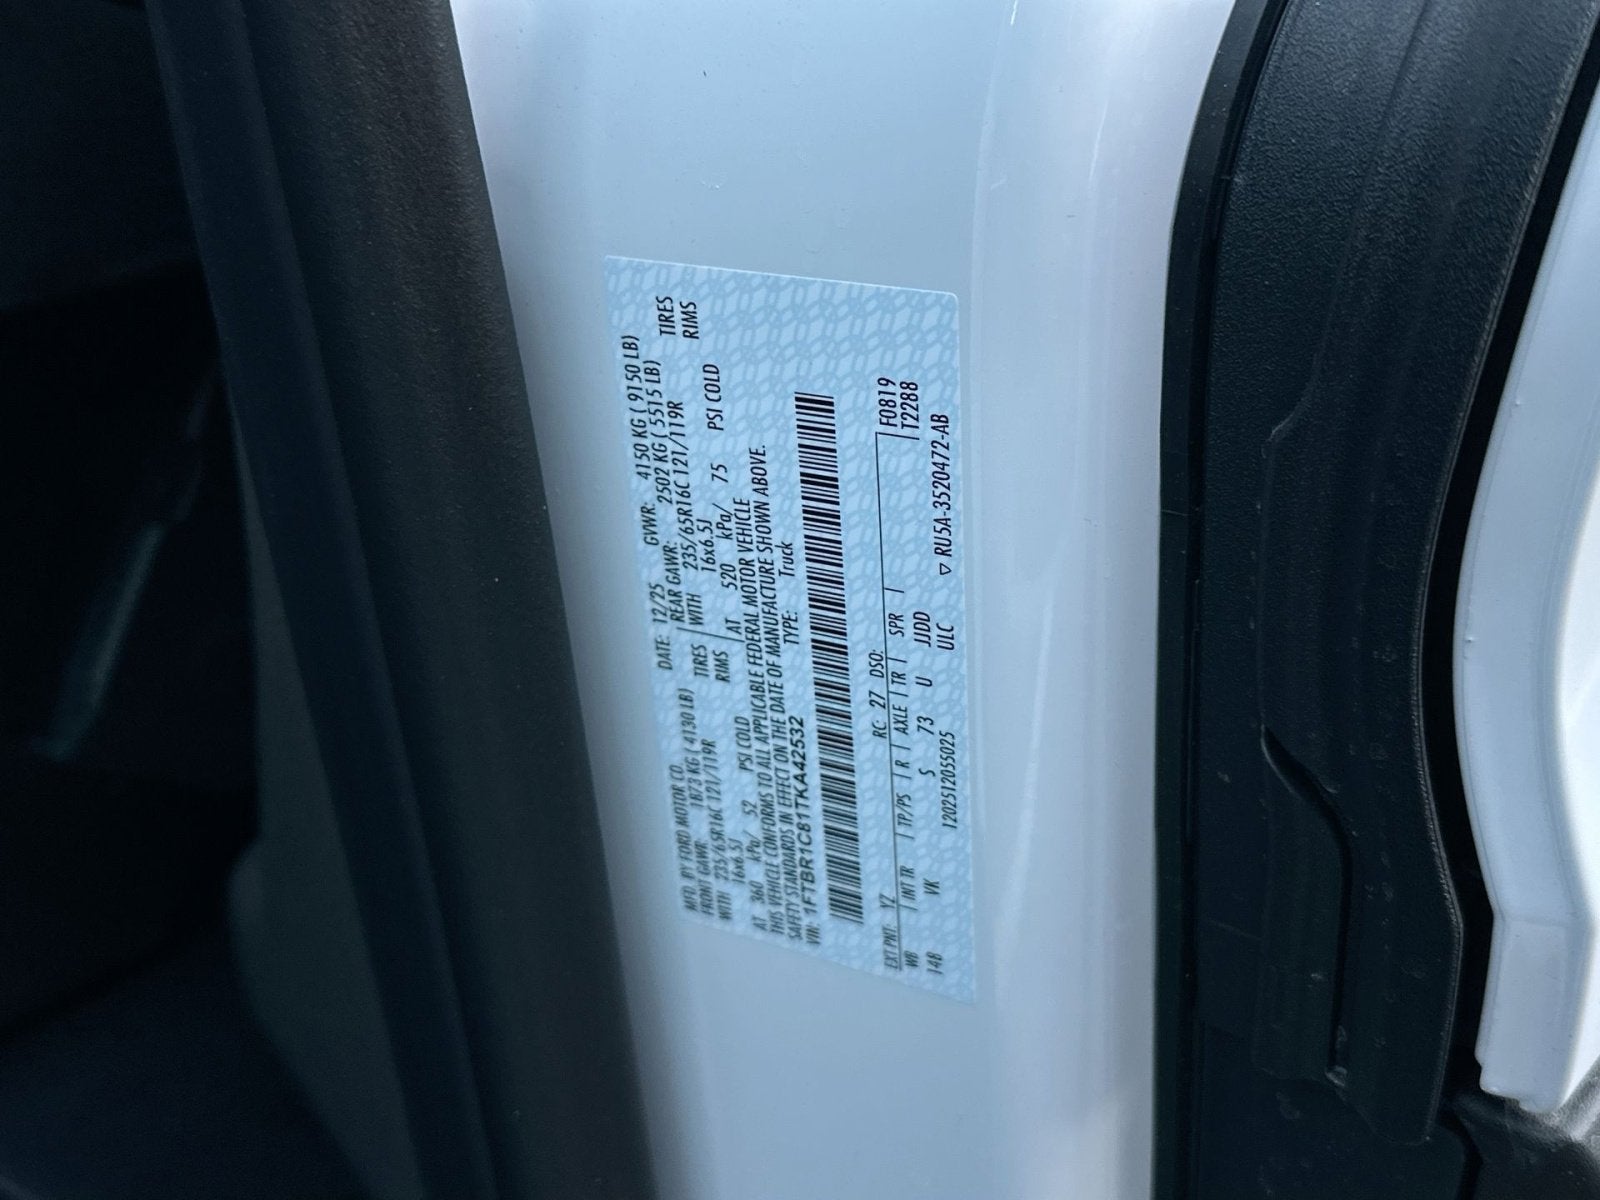 MFD. BY FORD MOTOR CO.
DATE: 12/25 GVWR: 4150 KG ( 9150 LB)
FRONT GAWR: 1873 KG ( 4130 LB) REAR GAWR: 2502 KG ( 5515 LB)
WITH 235/65R16C 121/119R TIRES WITH 235/65R16C 121/119R TIRES
16x6.5J RIMS 16x6.5J RIMS
AT 360 kPa/ 52 PSI COLD AT 520 kPa/ 75 PSI COLD
THIS VEHICLE CONFORMS TO ALL APPLICABLE FEDERAL MOTOR VEHICLE
SAFETY STANDARDS IN EFFECT ON THE DATE OF MANUFACTURE SHOWN ABOVE.
VIN: 1FTBR1C81TKA42532 TYPE: Truck
EXT PNT: YZ RC: 27 DSO: F0819
WB INT TR TP/PS R AXLE TR SPR T2288
148 VK S 73 U JJDD
1202512055025 ULC ▽ RU5A-3520472-AB